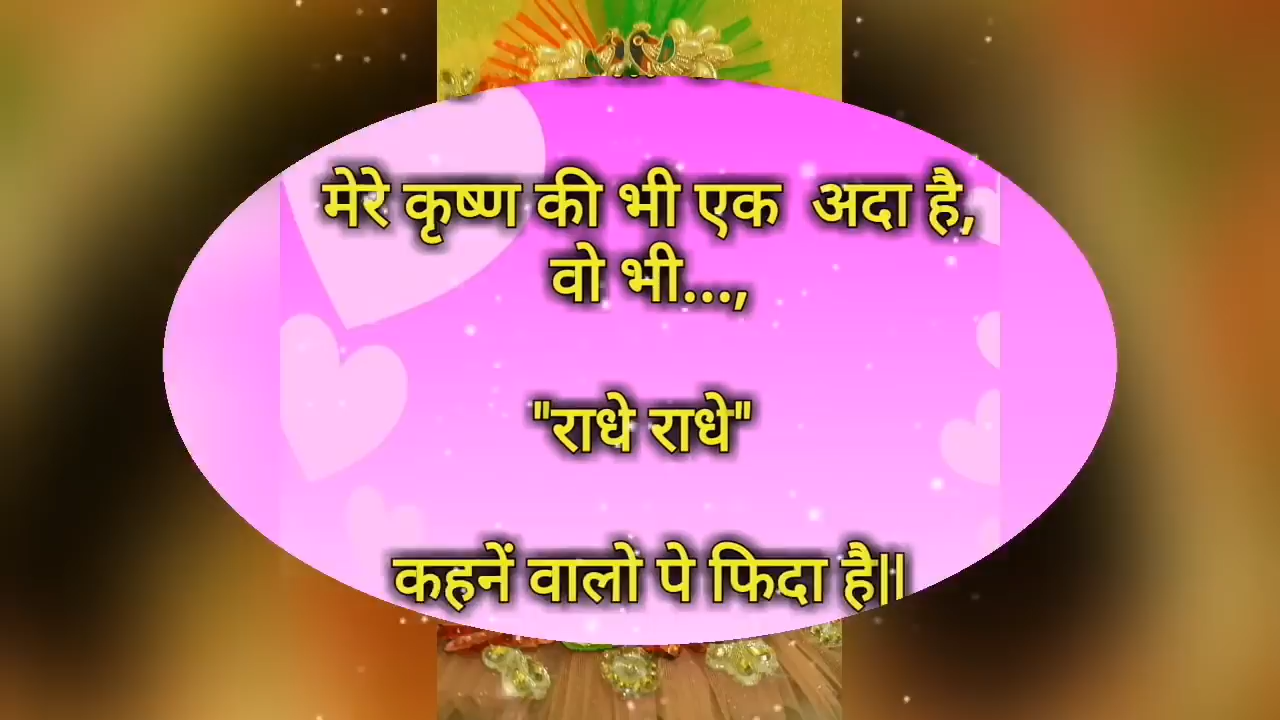 मेरे कृष्ण की भी एक अदा है,
वो भी...,
"राधे राधे"
कहनें वालो पे फिदा है||